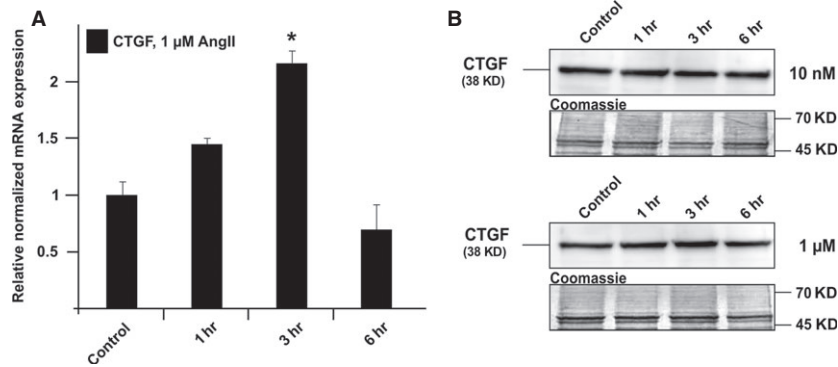 A
CTGF, 1 µM AngII
*
Relative normalized mRNA expression
2
1.5
1
0.5
Control
1 hr
3 hr
6 hr
B
Control
1 hr
3 hr
6 hr
CTGF
(38 KD)
10 nM
Coomassie
70 KD
45 KD
Control
1 hr
3 hr
6 hr
CTGF
(38 KD)
1 µM
Coomassie
70 KD
45 KD